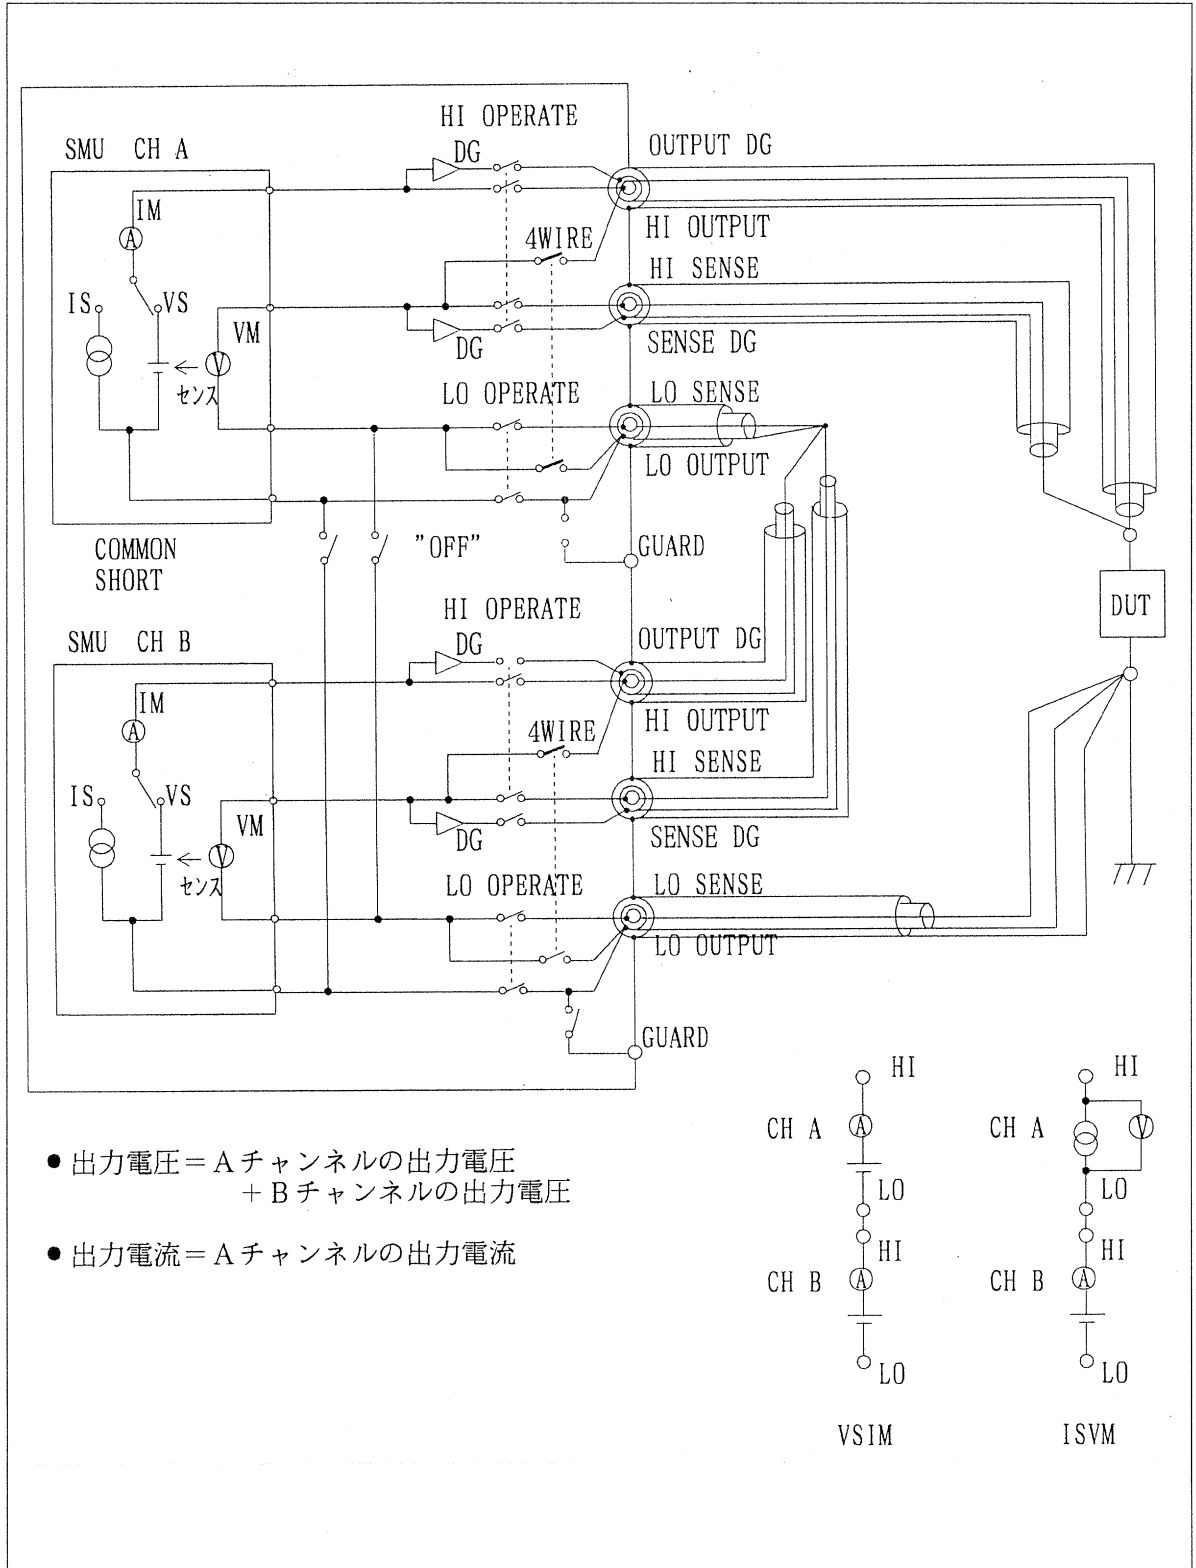 HI OPERATE
SMU CH A
DG
OUTPUT DG
IM
A
HI OUTPUT
4WIRE
HI SENSE
IS
VS
VM
V
センス
DG
SENSE DG
LO OPERATE
LO SENSE
LO OUTPUT
COMMON
SHORT
"OFF"
GUARD
DUT
HI OPERATE
SMU CH B
DG
OUTPUT DG
IM
A
HI OUTPUT
4WIRE
HI SENSE
IS
VS
VM
V
センス
DG
SENSE DG
LO OPERATE
LO SENSE
LO OUTPUT
GUARD
HI
CH A
A
LO
HI
CH B
A
LO
VSIM
HI
CH A
V
LO
HI
CH B
A
LO
ISVM
●出力電圧=Aチャンネルの出力電圧
+Bチャンネルの出力電圧
●出力電流=Aチャンネルの出力電流